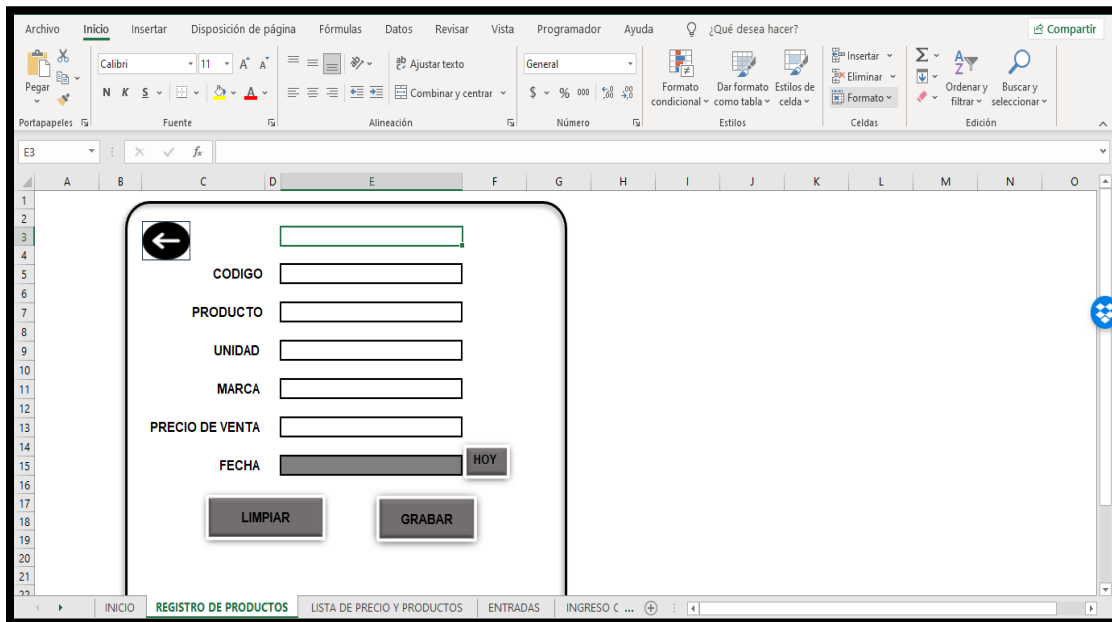 Archivo Inicio Insertar Disposición de página Fórmulas Datos Revisar Vista Programador Ayuda ¿Qué desea hacer? Compartir
Calibri 11 A^ A˅ ab Ajustar texto General Insertar
Pegar N K S A Combinar y centrar $ % 000 Formato condicional Dar formato como tabla Estilos de celda Eliminar Formato Ordenar y filtrar Buscar y seleccionar
Portapapeles Fuente Alineación Número Estilos Celdas Edición
E3 fx
A B C D E F G H I J K L M N O
1
2
3
4
5 CODIGO
6
7 PRODUCTO
8
9 UNIDAD
10
11 MARCA
12
13 PRECIO DE VENTA
14
15 FECHA HOY
16
17
18 LIMPIAR GRABAR
19
20
21
22
INICIO REGISTRO DE PRODUCTOS LISTA DE PRECIO Y PRODUCTOS ENTRADAS INGRESO C ...